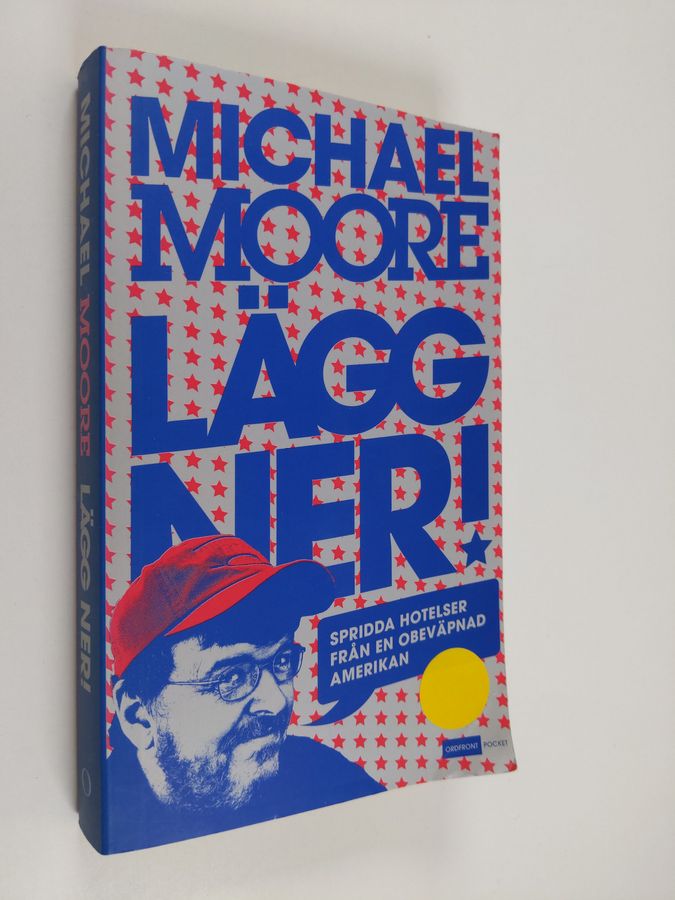 MICHAEL
MOORE
LÄGG
NER!
SPRIDDA HOTELSER
FRÅN EN OBEVÄPNAD
AMERIKAN
ORDFRONT POCKET
MICHAEL MOORE LÄGG NER!